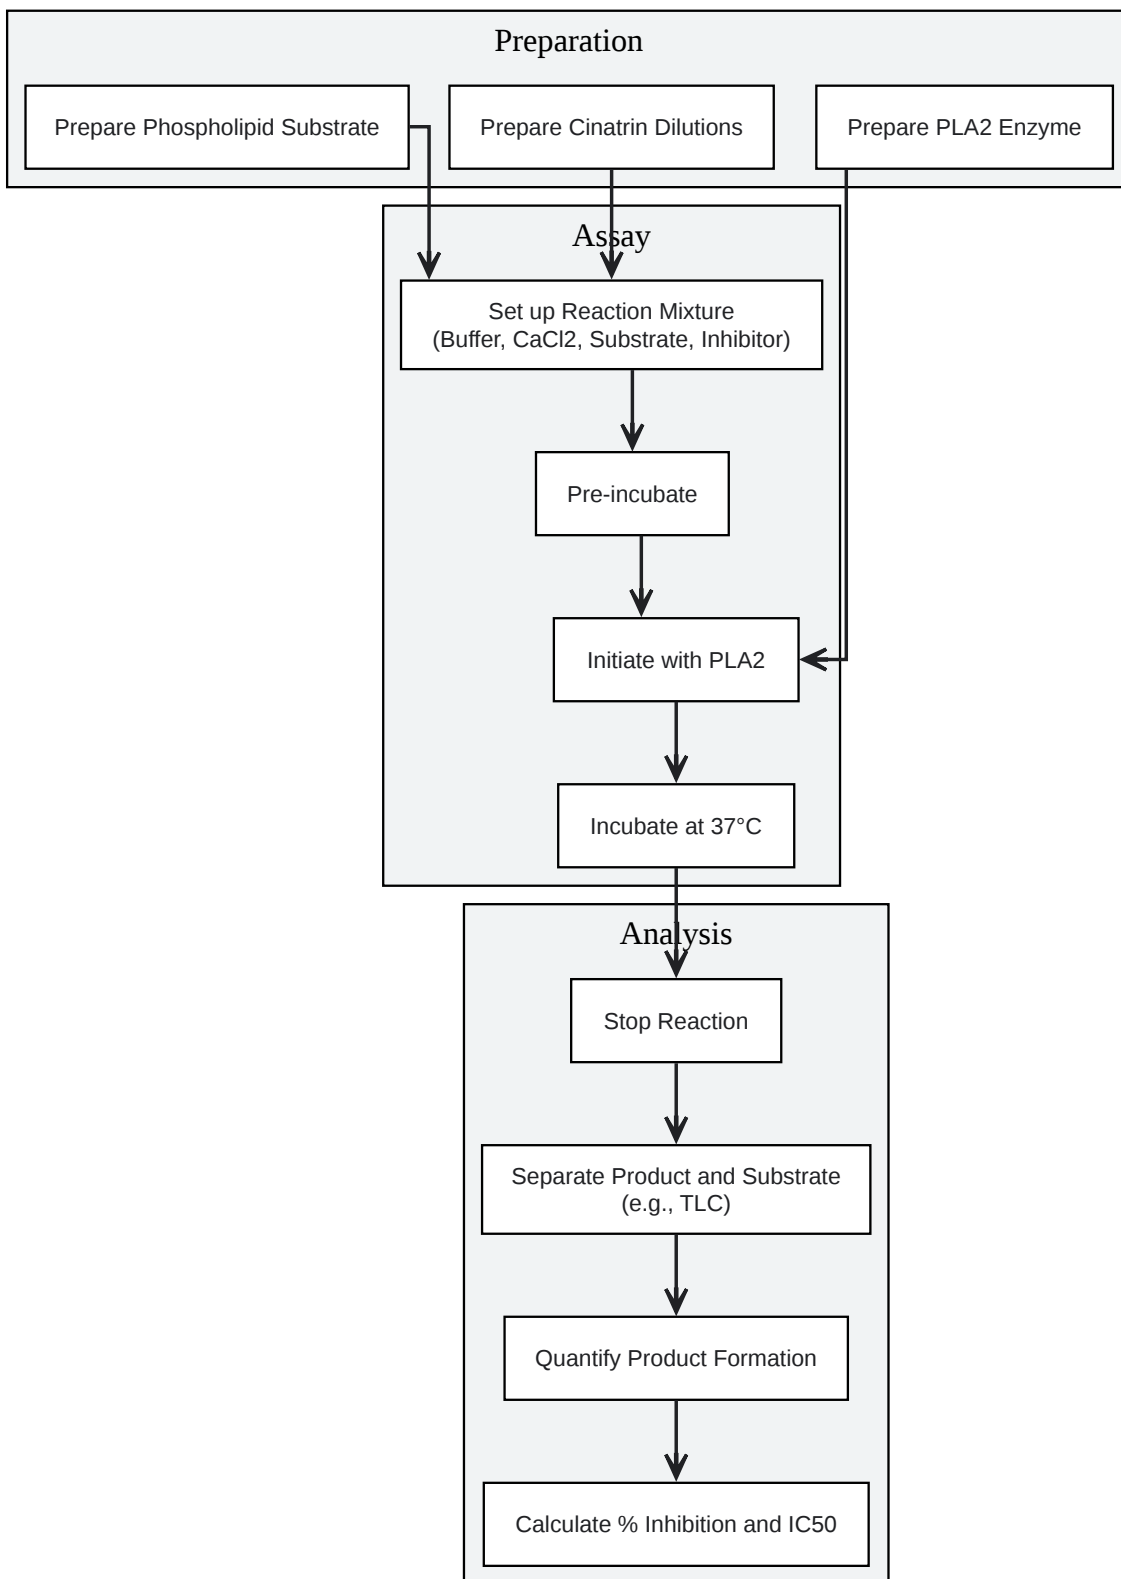 Preparation
Prepare Phospholipid Substrate
Prepare Cinatrin Dilutions
Prepare PLA2 Enzyme
Assay
Set up Reaction Mixture
(Buffer, CaCl2, Substrate, Inhibitor)
Pre-incubate
Initiate with PLA2
Incubate at 37°C
Analysis
Stop Reaction
Separate Product and Substrate
(e.g., TLC)
Quantify Product Formation
Calculate % Inhibition and IC50